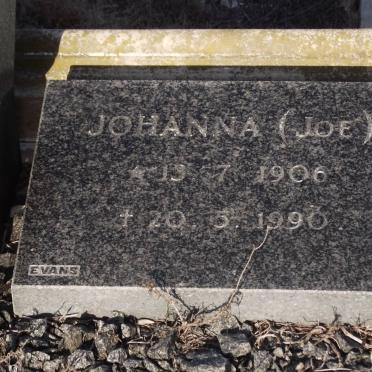 JOHANNA (JOE)
★ 13 7 1906
† 20. 5. 1990
EVANS